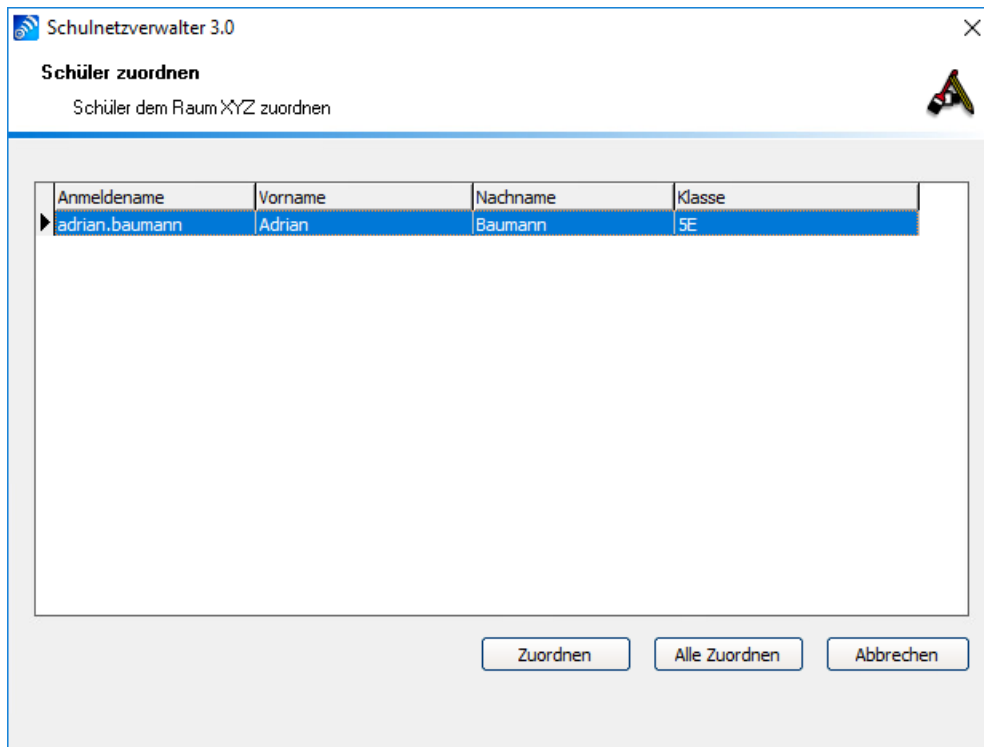 Schulnetzverwalter 3.0
Schüler zuordnen
Schüler dem Raum XYZ zuordnen
Anmeldename Vorname Nachname Klasse
adrian.baumann Adrian Baumann 5E
Zuordnen Alle Zuordnen Abbrechen